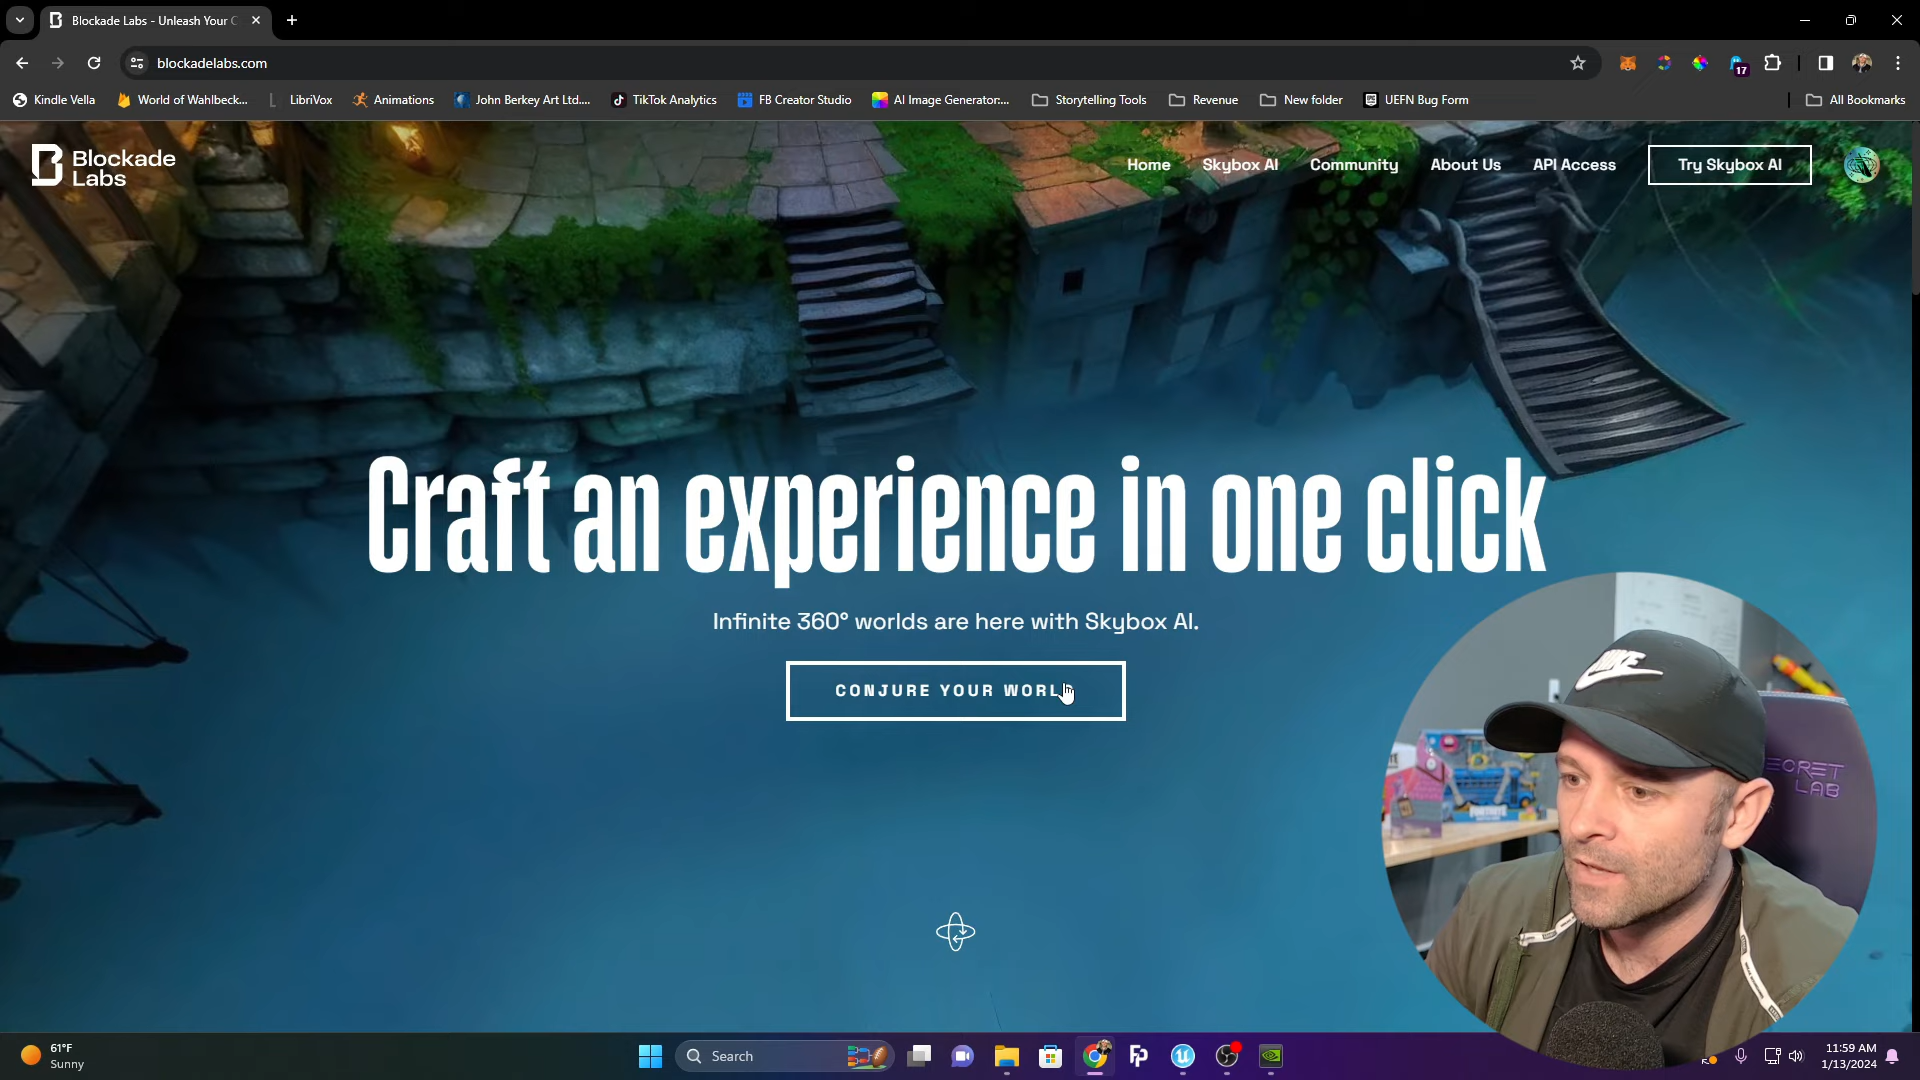 Blockade Labs - Unleash Your C
blockadelabs.com
17
Kindle Vella
World of Wahlbeck...
LibriVox
Animations
John Berkey Art Ltd....
TikTok Analytics
FB Creator Studio
AI Image Generator:...
Storytelling Tools
Revenue
New folder
UEFN Bug Form
All Bookmarks
Blockade
Labs
Home
Skybox AI
Community
About Us
API Access
Try Skybox AI
Craft an experience in one click
Infinite 360° worlds are here with Skybox AI.
CONJURE YOUR WORLD
SECRET
LAB
61°F
Sunny
Search
11:59 AM
1/13/2024